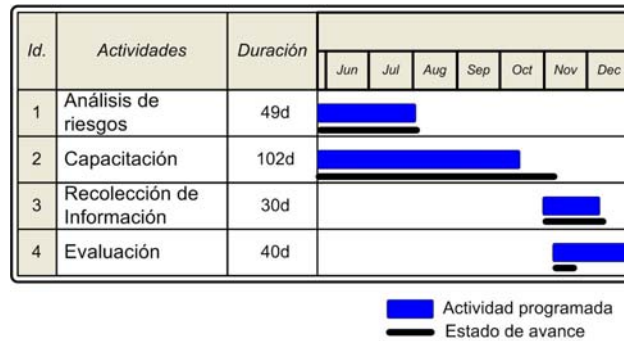 Id. Actividades Duración
Jun Jul Aug Sep Oct Nov Dec
1 Análisis de riesgos 49d
2 Capacitación 102d
3 Recolección de Información 30d
4 Evaluación 40d
Actividad programada
Estado de avance